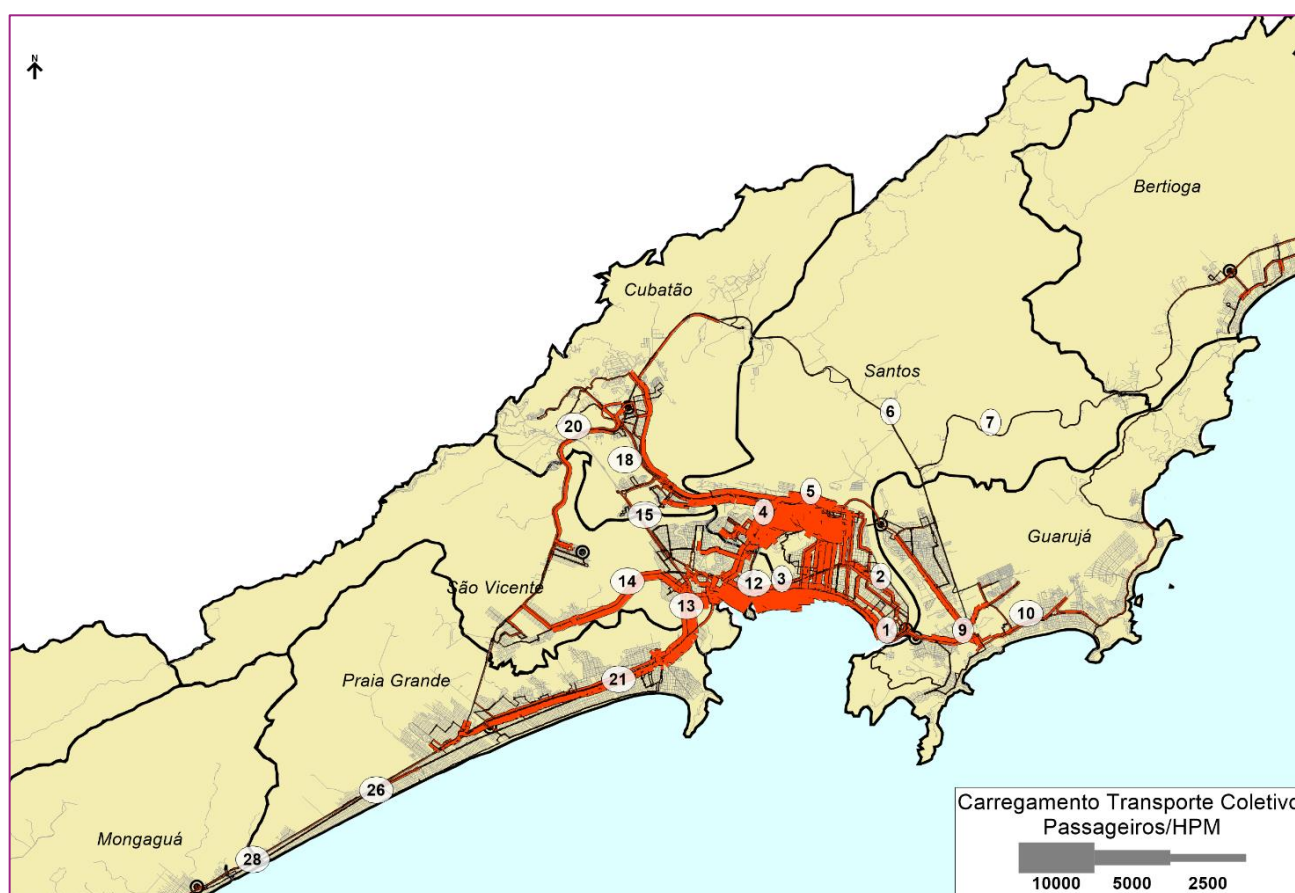 N
Bertioga
Cubatão
Santos
6
7
20
18
5
15
4
Guarujá
São Vicente
14
12
3
2
13
10
1
9
Praia Grande
21
26
Mongaguá
28
Carregamento Transporte Coletivo
Passageiros/HPM
10000 5000 2500